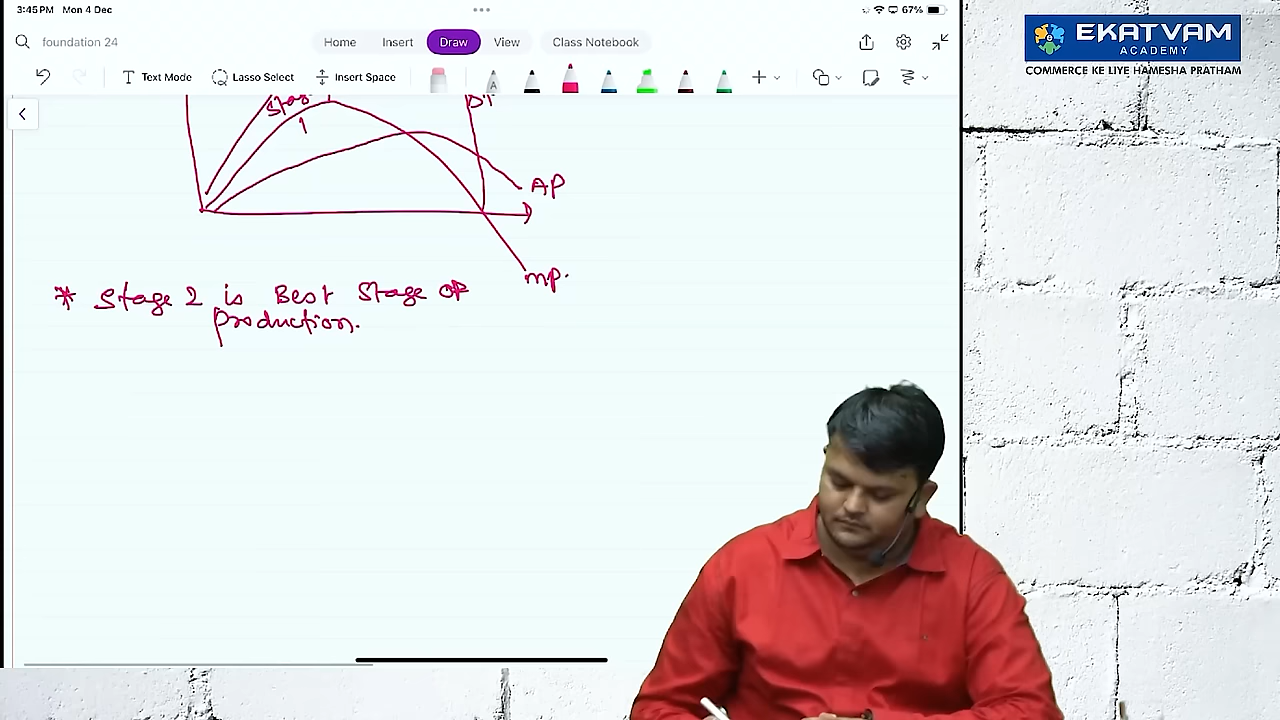 3:45 PM Mon 4 Dec
67%
foundation 24
Home Insert Draw View Class Notebook
Text Mode Lasso Select Insert Space
EKATVAM
ACADEMY
COMMERCE KE LIYE HAMESHA PRATHAM
1
AP
mp.
* Stage 2 is Best Stage of
Production.